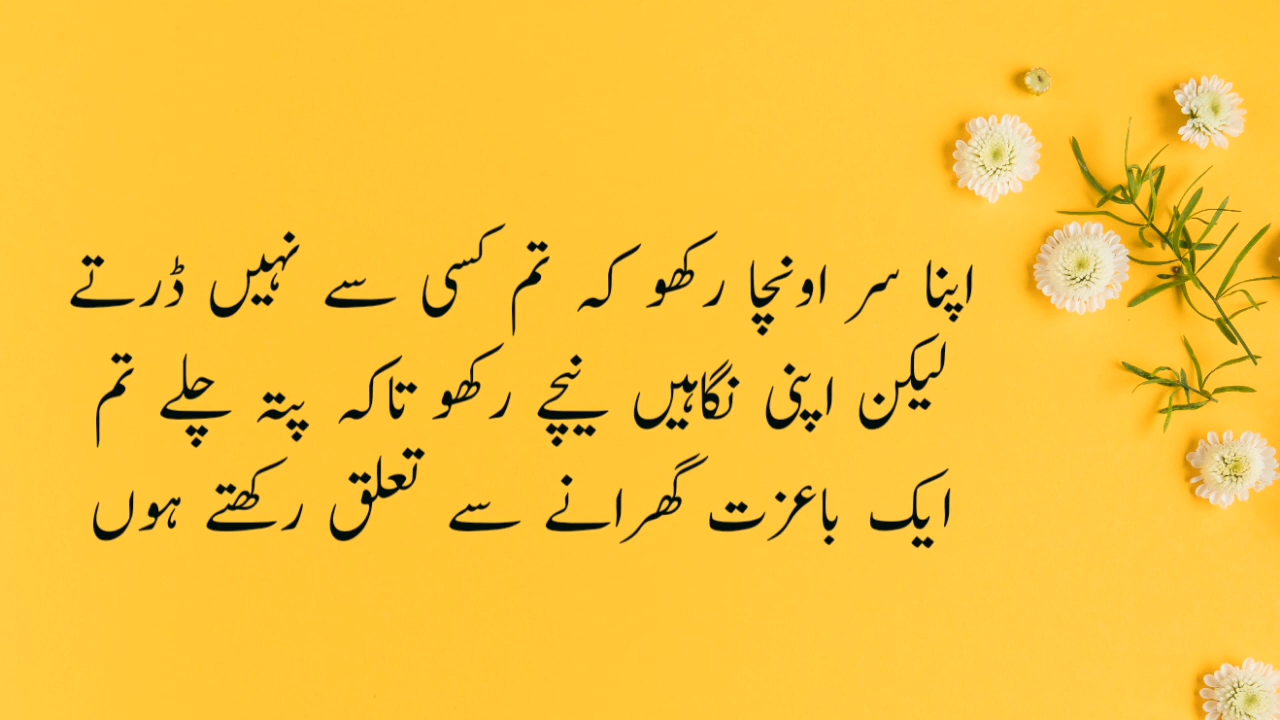 اپنا سر اونچا رکھو کہ تم کسی سے نہیں ڈرتے
لیکن اپنی نگاہیں نیچے رکھو تاکہ پتہ چلے تم
ایک باعزت گھرانے سے تعلق رکھتے ہوں